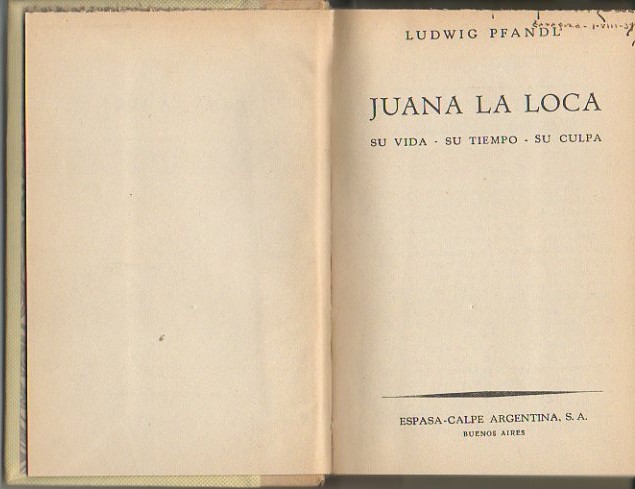 LUDWIG PFANDL
JUANA LA LOCA
SU VIDA - SU TIEMPO - SU CULPA
ESPASA-CALPE ARGENTINA, S. A.
BUENOS AIRES